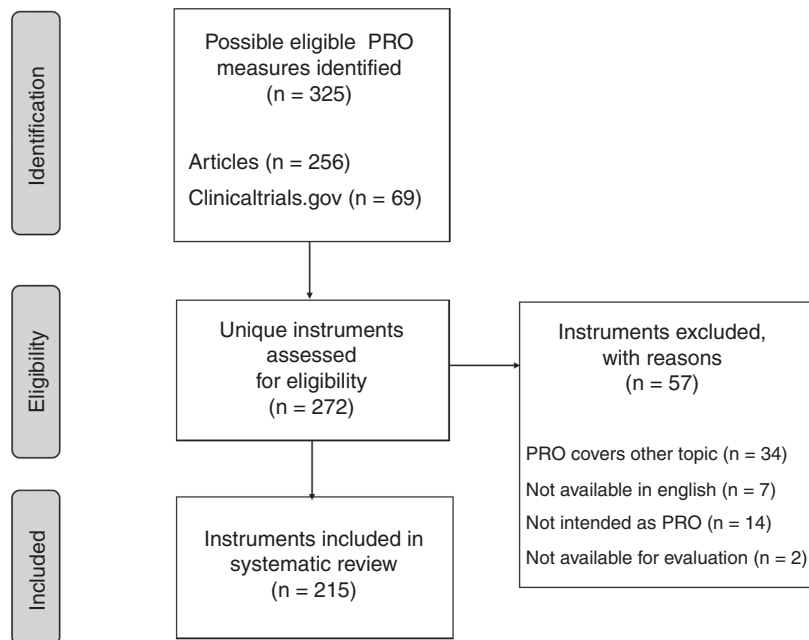 Identification
Possible eligible PRO
measures identified
(n = 325)
Articles (n = 256)
Clinicaltrials.gov (n = 69)
Eligibility
Unique instruments
assessed
for eligibility
(n = 272)
Instruments excluded,
with reasons
(n = 57)
PRO covers other topic (n = 34)
Not available in english (n = 7)
Not intended as PRO (n = 14)
Not available for evaluation (n = 2)
Included
Instruments included in
systematic review
(n = 215)